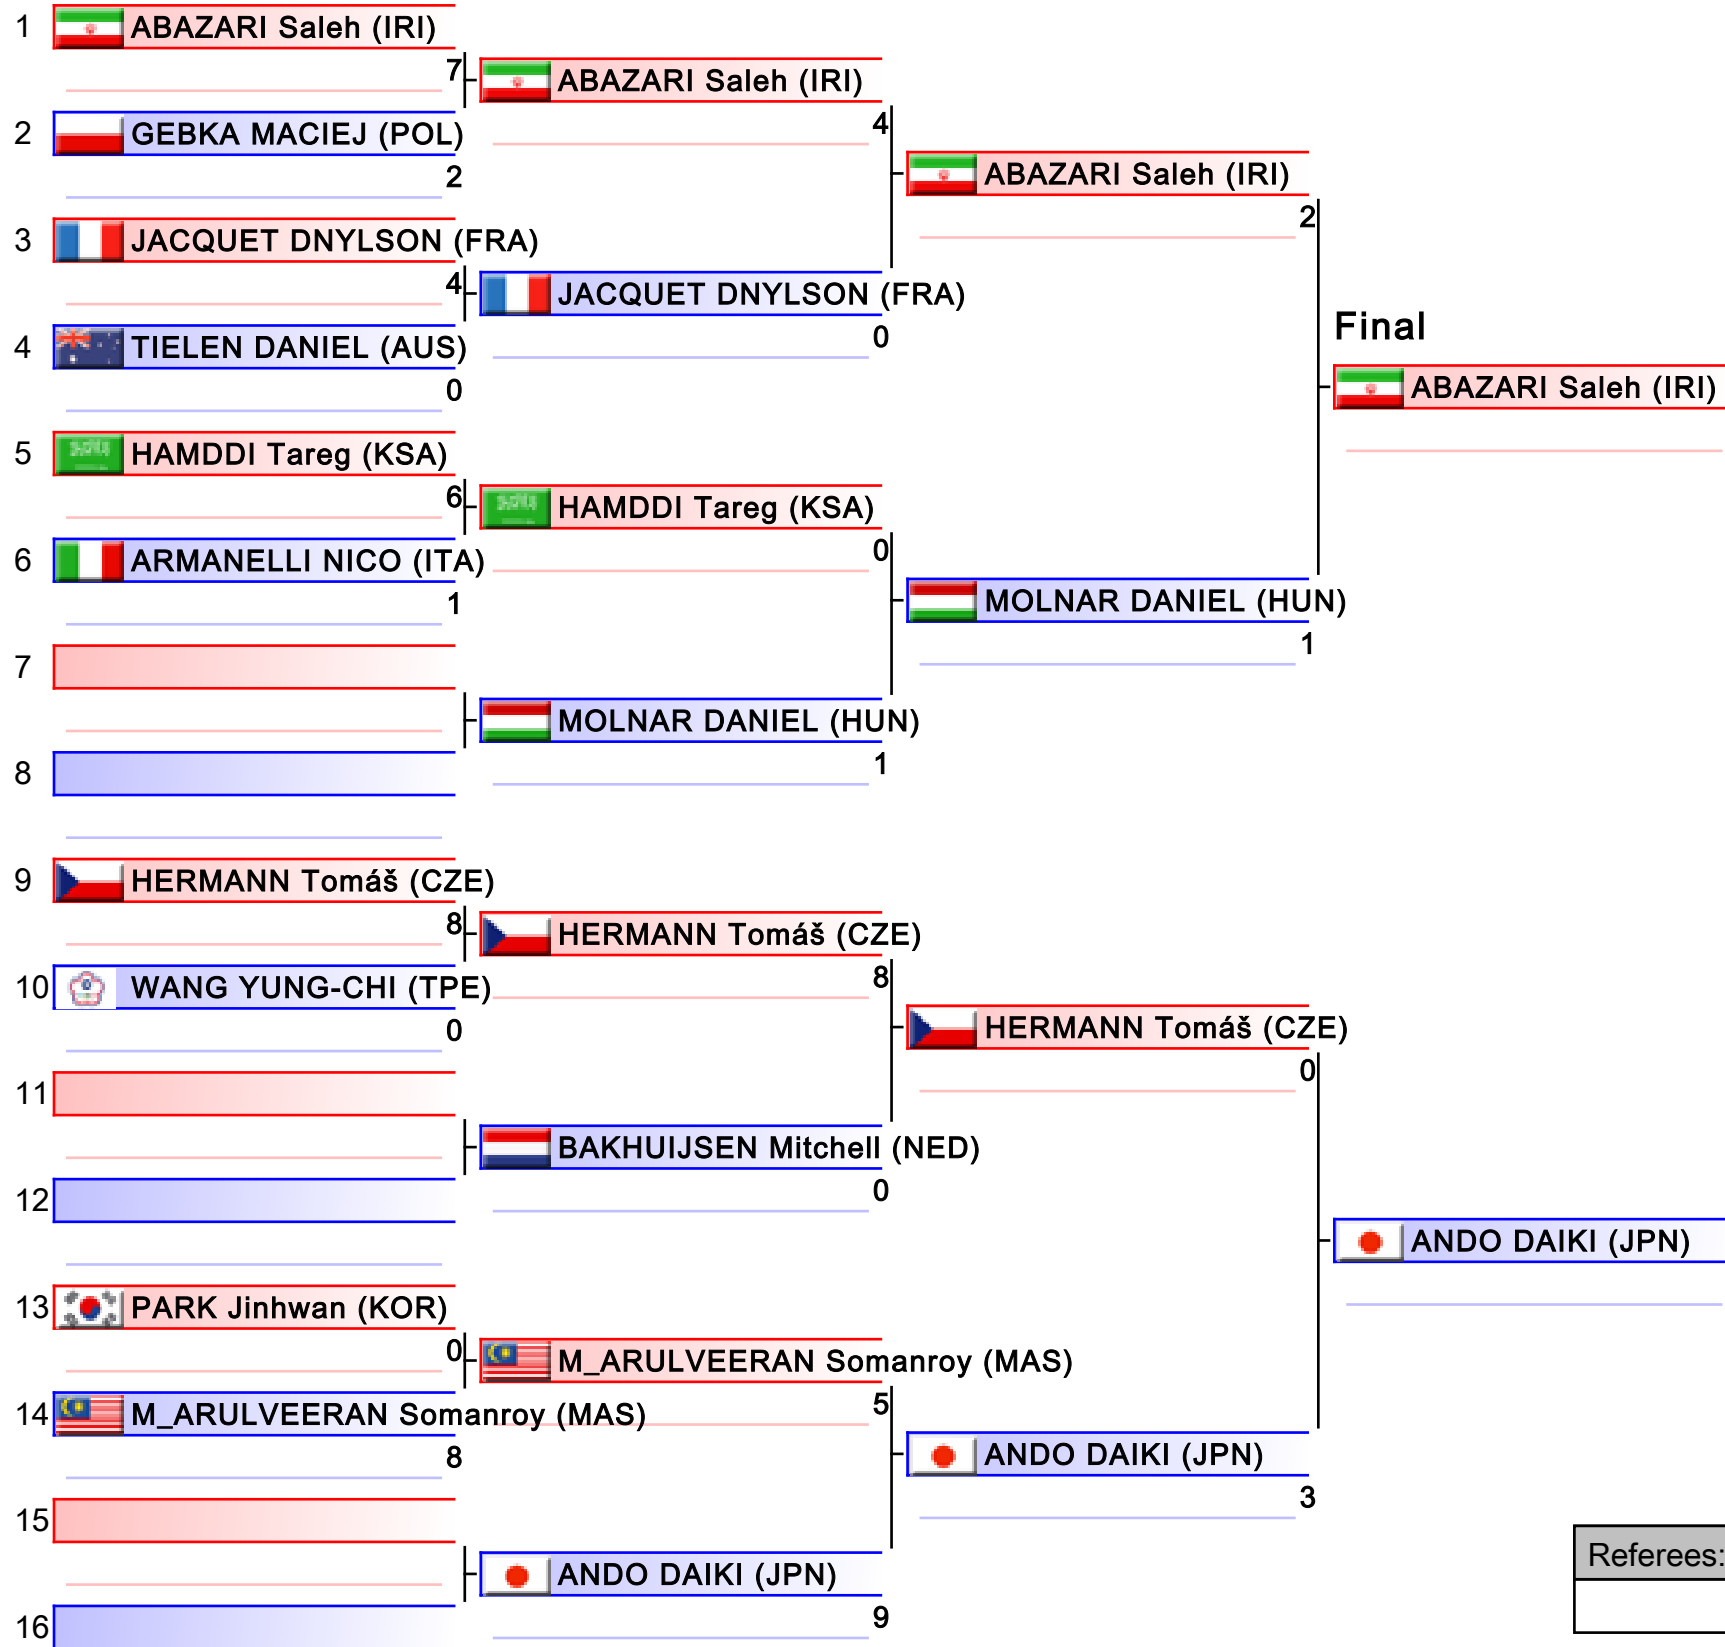 1 ABAZARI Saleh (IRI)
7
ABAZARI Saleh (IRI)
4
2 GEBKA MACIEJ (POL)
2
ABAZARI Saleh (IRI)
2
3 JACQUET DNYLSON (FRA)
4
JACQUET DNYLSON (FRA)
0
4 TIELEN DANIEL (AUS)
0
Final
ABAZARI Saleh (IRI)
5 HAMDDI Tareg (KSA)
6
HAMDDI Tareg (KSA)
0
6 ARMANELLI NICO (ITA)
1
MOLNAR DANIEL (HUN)
1
7
MOLNAR DANIEL (HUN)
1
8
9 HERMANN Tomáš (CZE)
8
HERMANN Tomáš (CZE)
8
10 WANG YUNG-CHI (TPE)
0
HERMANN Tomáš (CZE)
0
11
BAKHUIJSEN Mitchell (NED)
0
12
ANDO DAIKI (JPN)
13 PARK Jinhwan (KOR)
0
M_ARULVEERAN Somanroy (MAS)
5
14 M_ARULVEERAN Somanroy (MAS)
8
ANDO DAIKI (JPN)
3
15
ANDO DAIKI (JPN)
9
16
Referees: